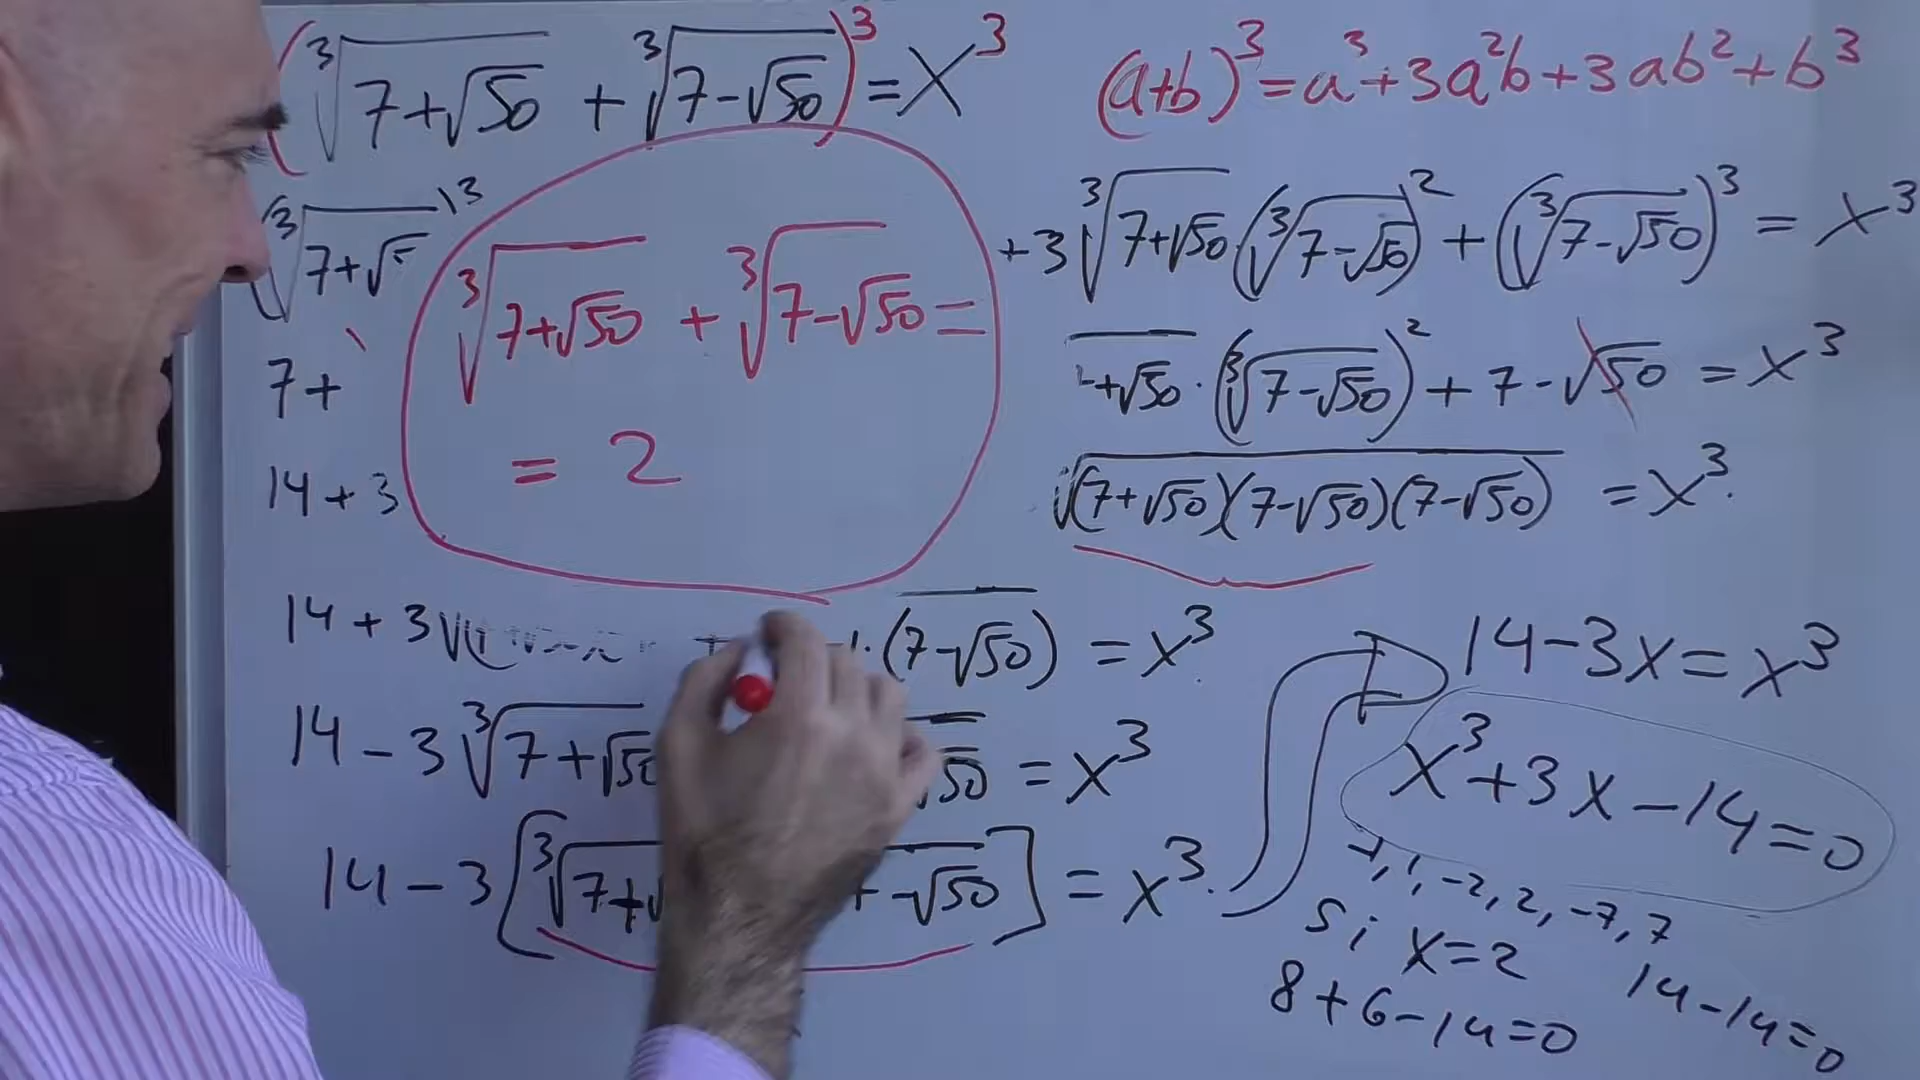 (∛(7+√50) + ∛(7-√50))³ = x³
(a+b)³ = a³+3a²b+3ab²+b³
(∛(7+√5 )³
+3 ∛(7+√50)·(∛(7-√50))² + (∛(7-√50))³ = x³
∛(7+√50) + ∛(7-√50) =
= 2
7+
+√50 · (∛(7-√50))² + 7 - √50 = x³
14 + 3
√((7+√50)(7-√50)(7-√50)) = x³.
14 + 3 · (7-√50) = x³.
14 - 3x = x³
14 - 3 ∛(7+√50 √50 = x³
x³+3x-14=0
14 - 3 [∛(7+√ -√50] = x³.
-1, 1, -2, 2, -7, 7
Si x=2
14-14=0
8+6-14=0